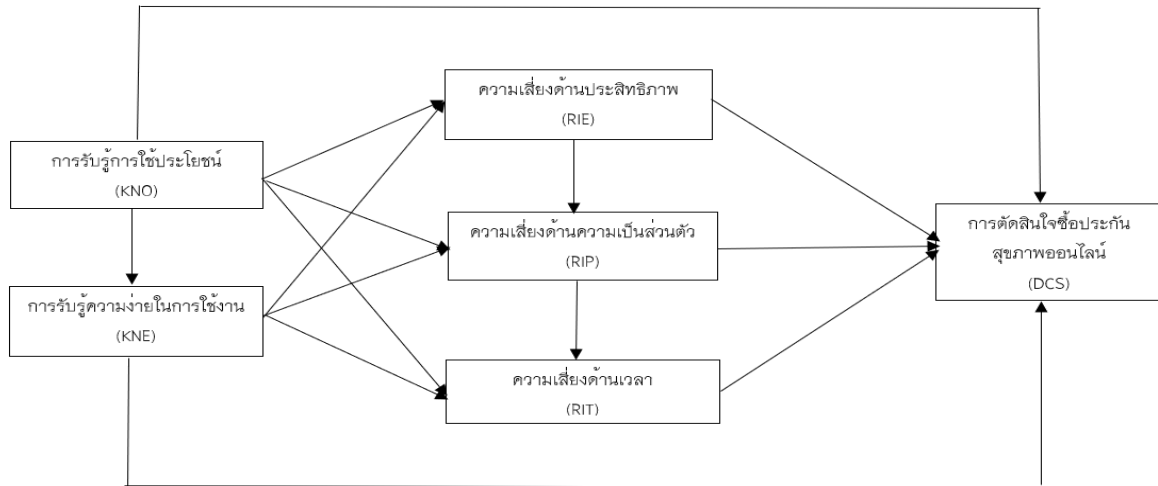 ความเสี่ยงด้านประสิทธิภาพ
(RIE)
การรับรู้การใช้ประโยชน์
(KNO)
ความเสี่ยงด้านความเป็นส่วนตัว
(RIP)
การตัดสินใจซื้อประกัน
สุขภาพออนไลน์
(DCS)
การรับรู้ความง่ายในการใช้งาน
(KNE)
ความเสี่ยงด้านเวลา
(RIT)